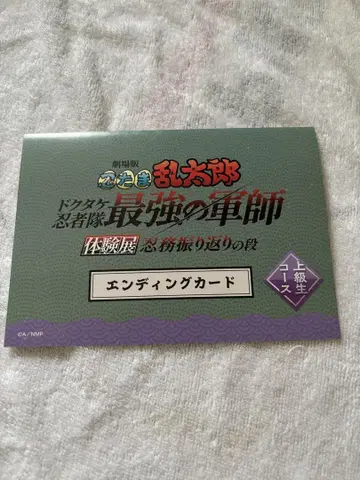 劇場版
忍たま乱太郎
ドクタケ忍者隊最強の軍師
体験展 忍務振り返りの段
エンディングカード
上級生コース
©A/NMP